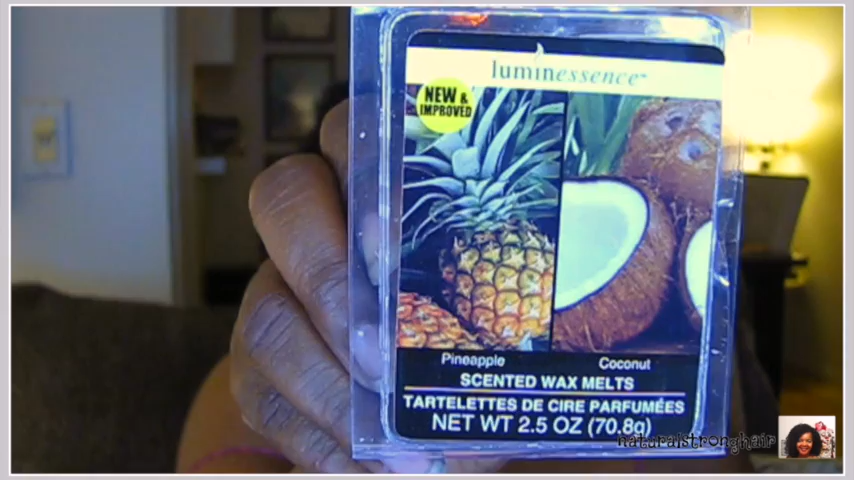 luminessence™
NEW &
IMPROVED
Pineapple
Coconut
SCENTED WAX MELTS
TARTELETTES DE CIRE PARFUMÉES
NET WT 2.5 OZ (70.8g)
naturalstronghair